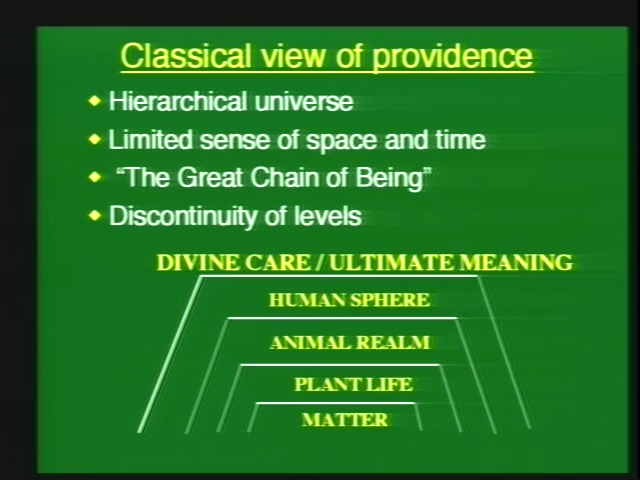 Classical view of providence
Hierarchical universe
Limited sense of space and time
“The Great Chain of Being”
Discontinuity of levels
DIVINE CARE / ULTIMATE MEANING
HUMAN SPHERE
ANIMAL REALM
PLANT LIFE
MATTER